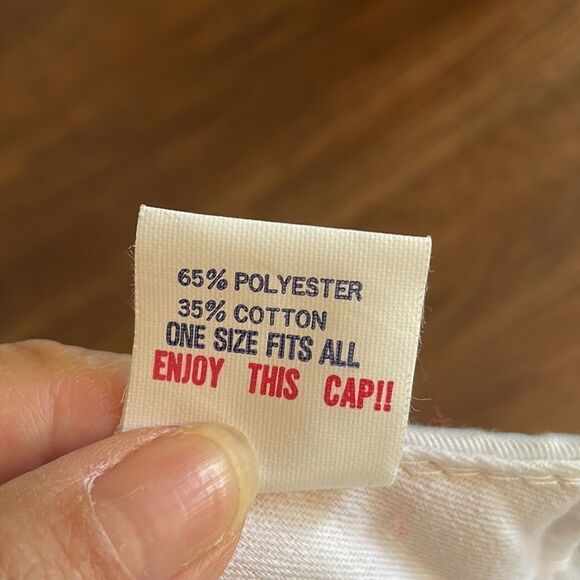 65% POLYESTER
35% COTTON
ONE SIZE FITS ALL
ENJOY THIS CAP!!